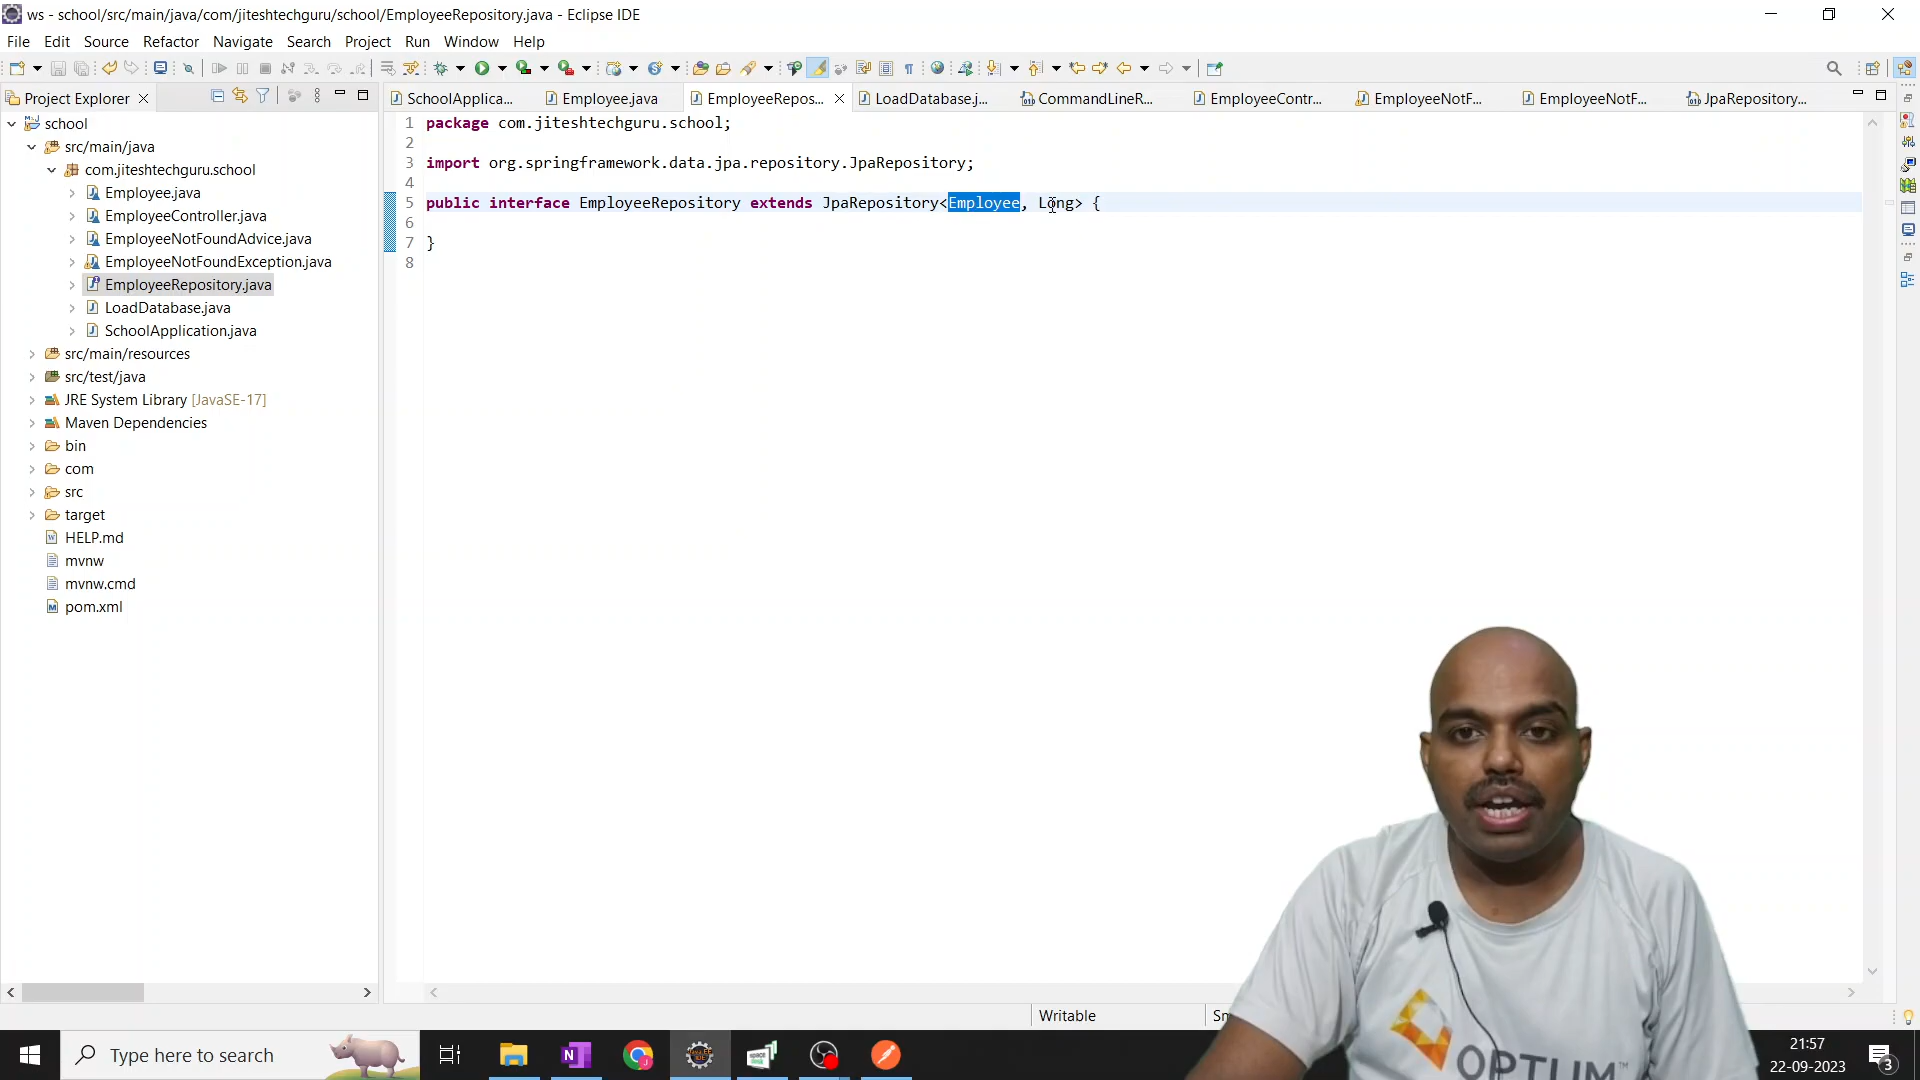 ws - school/src/main/java/com/jiteshtechguru/school/EmployeeRepository.java - Eclipse IDE
File Edit Source Refactor Navigate Search Project Run Window Help
Project Explorer
SchoolApplica... Employee.java EmployeeRepos... LoadDatabase.j... CommandLineR... EmployeeContr... EmployeeNotF... EmployeeNotF... JpaRepository...
school
src/main/java
com.jiteshtechguru.school
Employee.java
EmployeeController.java
EmployeeNotFoundAdvice.java
EmployeeNotFoundException.java
EmployeeRepository.java
LoadDatabase.java
SchoolApplication.java
src/main/resources
src/test/java
JRE System Library [JavaSE-17]
Maven Dependencies
bin
com
src
target
HELP.md
mvnw
mvnw.cmd
pom.xml
1 package com.jiteshtechguru.school;
2
3 import org.springframework.data.jpa.repository.JpaRepository;
4
5 public interface EmployeeRepository extends JpaRepository<Employee, Long> {
6
7 }
8
Writable
OPTUM™
Type here to search
21:57
22-09-2023
3